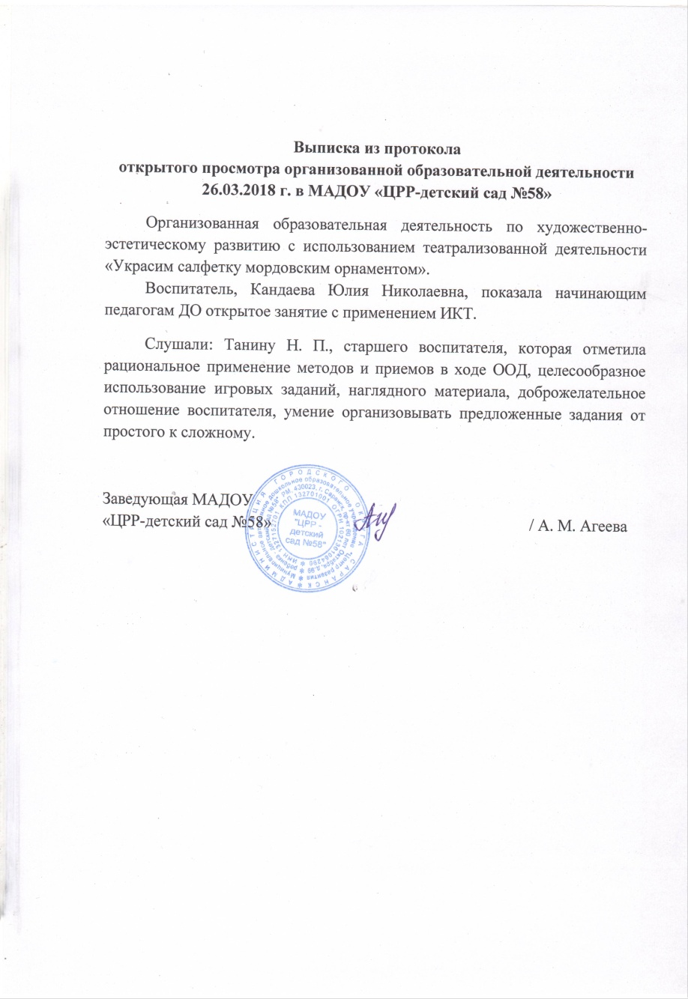 Выписка из протокола
открытого просмотра организованной образовательной деятельности
26.03.2018 г. в МАДОУ «ЦРР-детский сад №58»
Организованная образовательная деятельность по художественно-
эстетическому развитию с использованием театрализованной деятельности
«Украсим салфетку мордовским орнаментом».
Воспитатель, Кандаева Юлия Николаевна, показала начинающим
педагогам ДО открытое занятие с применением ИКТ.
Слушали: Танину Н. П., старшего воспитателя, которая отметила
рациональное применение методов и приемов в ходе ООД, целесообразное
использование игровых заданий, наглядного материала, доброжелательное
отношение воспитателя, умение организовывать предложенные задания от
простого к сложному.
Заведующая МАДОУ
«ЦРР-детский сад №58»
/ А. М. Агеева
АДМИНИСТРАЦИЯ ГОРОДСКОГО ОКРУГА САРАНСК
МАДОУ
"ЦРР -
детский
сад №58"